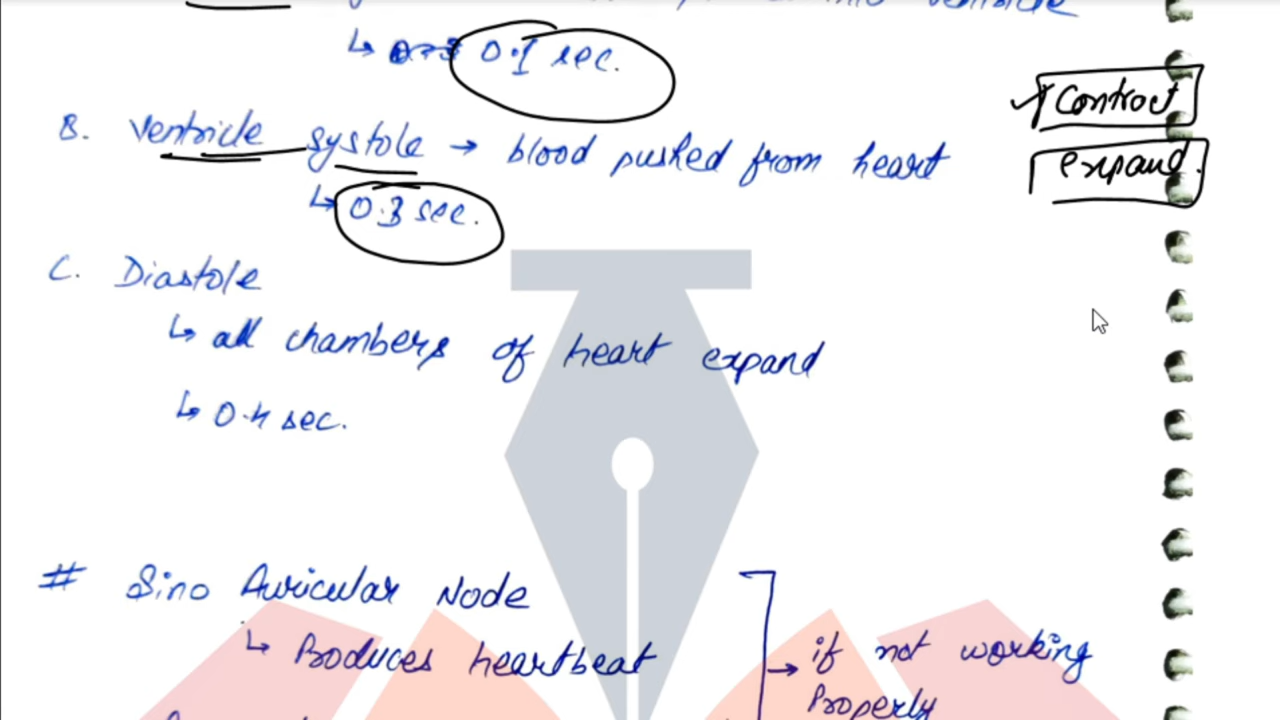 ventricle
↳ 0.1 sec.
Contract
B. Ventricle systole → blood pushed from heart
expand.
↳ 0.3 sec.
C. Diastole
↳ all chambers of heart expand
↳ 0.4 sec.
# Sino Auricular Node
↳ Produces heartbeat
→ if not working
Properly